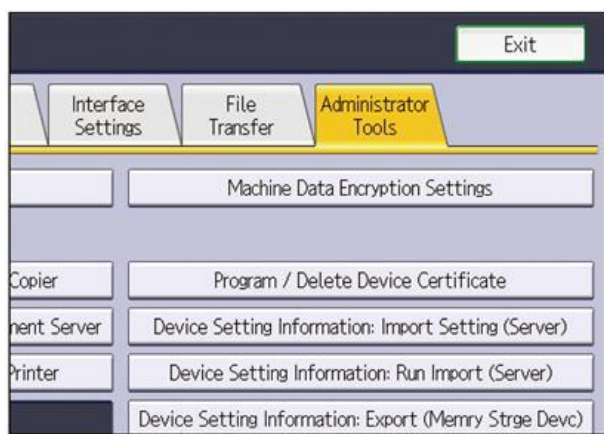 Exit
Interface
Settings
File
Transfer
Administrator
Tools
Machine Data Encryption Settings
Copier
Program / Delete Device Certificate
ment Server
Device Setting Information: Import Setting (Server)
Printer
Device Setting Information: Run Import (Server)
Device Setting Information: Export (Memry Strge Devc)